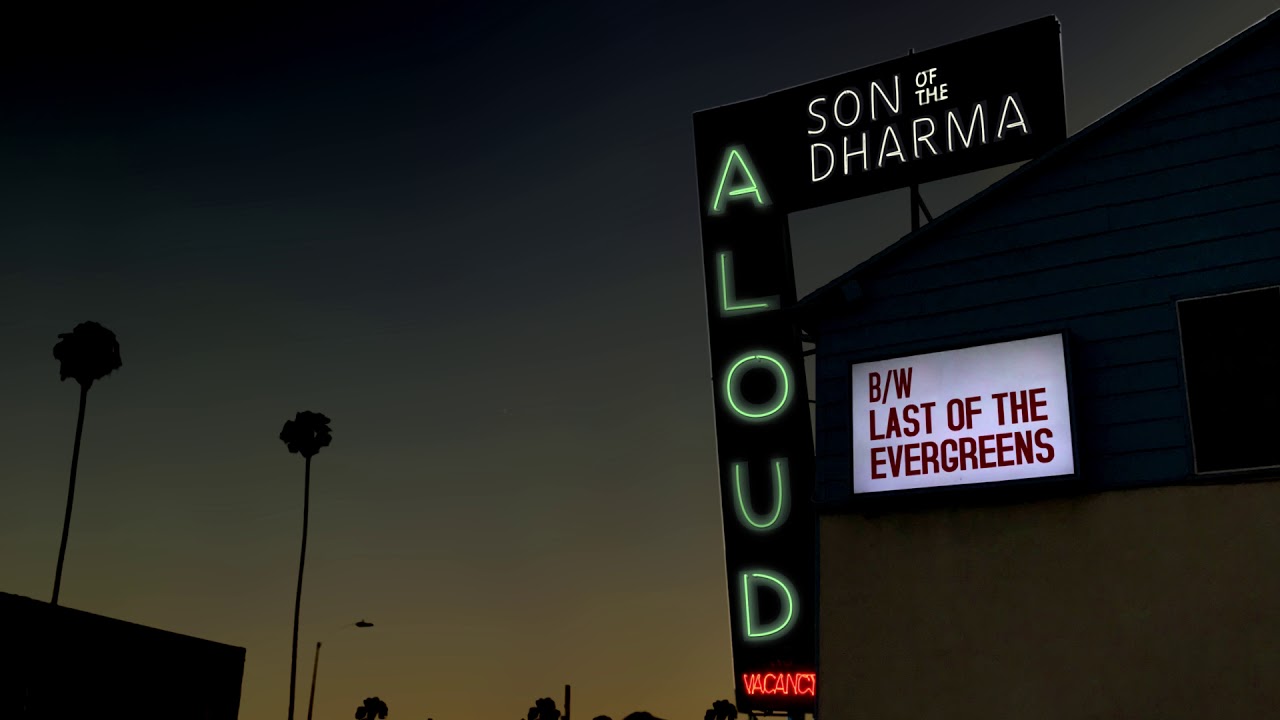 SON OF THE
DHARMA
ALOUD
B/W
LAST OF THE
EVERGREENS
VACANCY